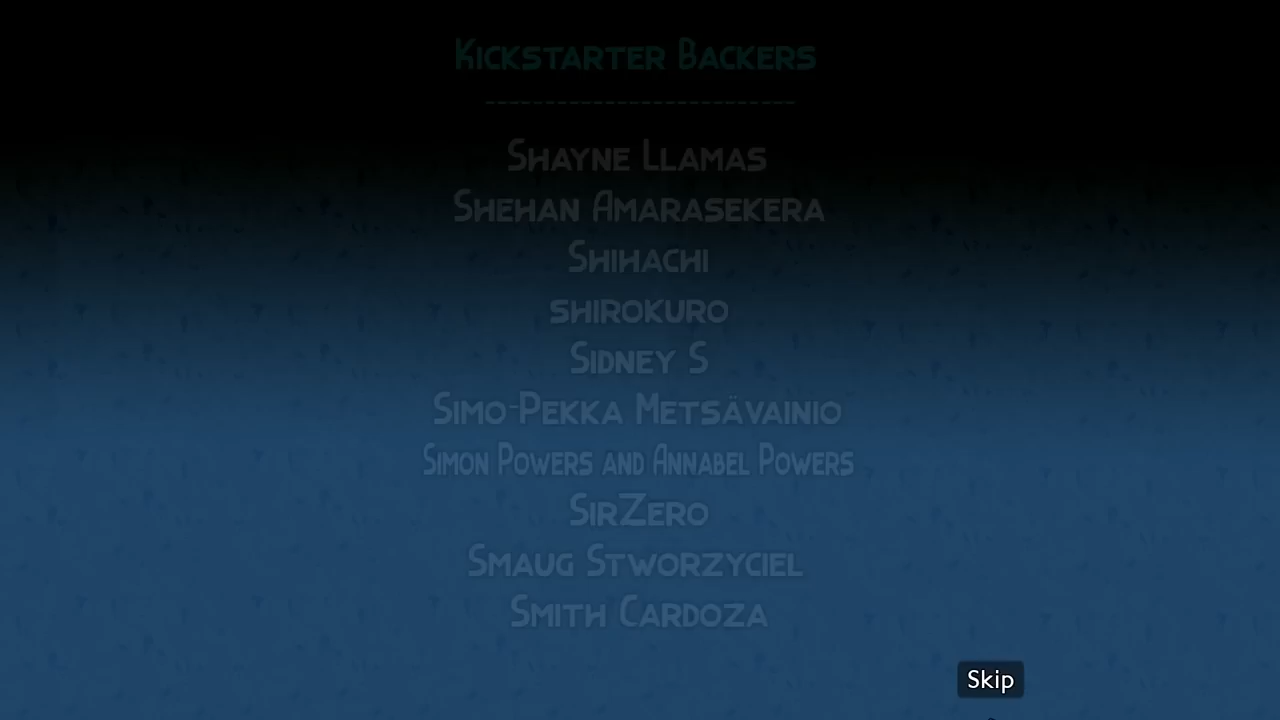 Kickstarter Backers
--------------------------
Shayne Llamas
Shehan Amarasekera
Shihachi
shirokuro
Sidney S
Simo-Pekka Metsävainio
Simon Powers and Annabel Powers
SirZero
Smaug Stworzyciel
Smith Cardoza
Skip